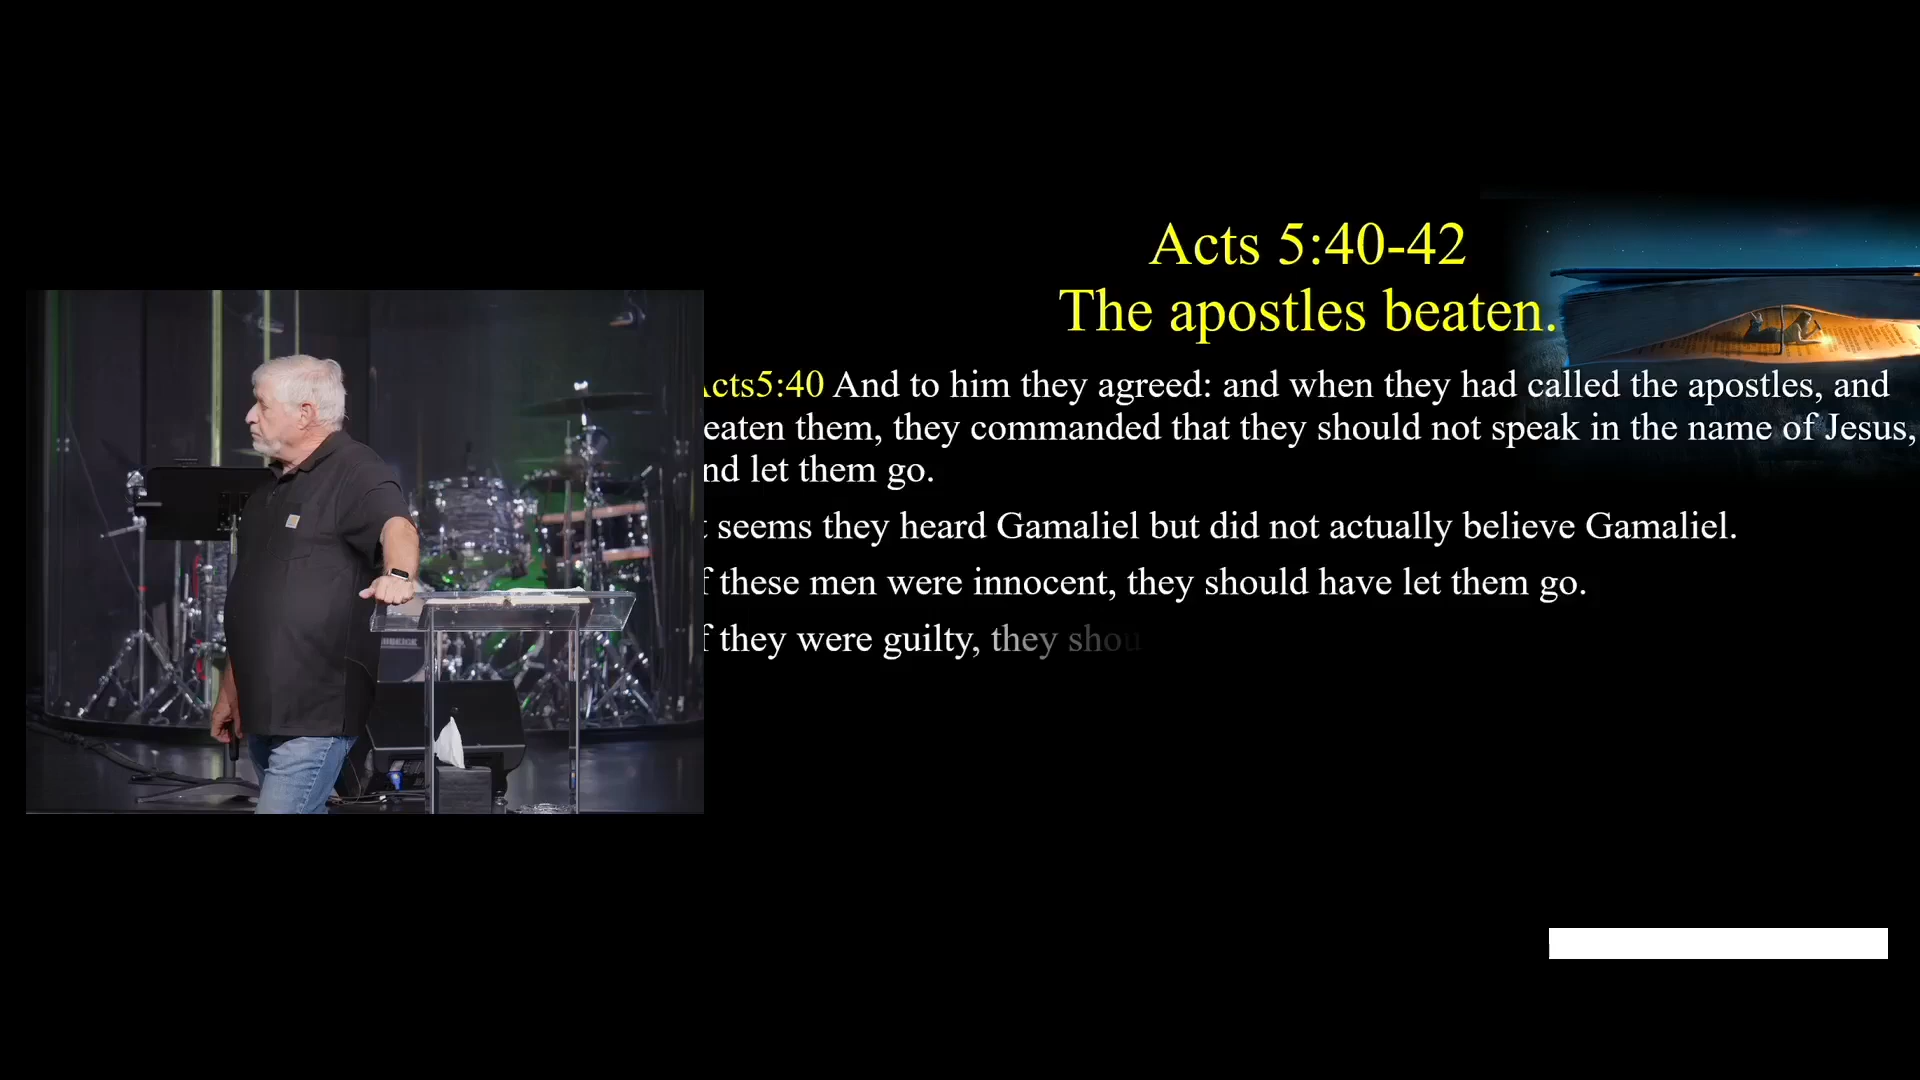 Acts 5:40-42
The apostles beaten.
Acts5:40 And to him they agreed: and when they had called the apostles, and
eaten them, they commanded that they should not speak in the name of Jesus,
nd let them go.
t seems they heard Gamaliel but did not actually believe Gamaliel.
f these men were innocent, they should have let them go.
f they were guilty, they shou